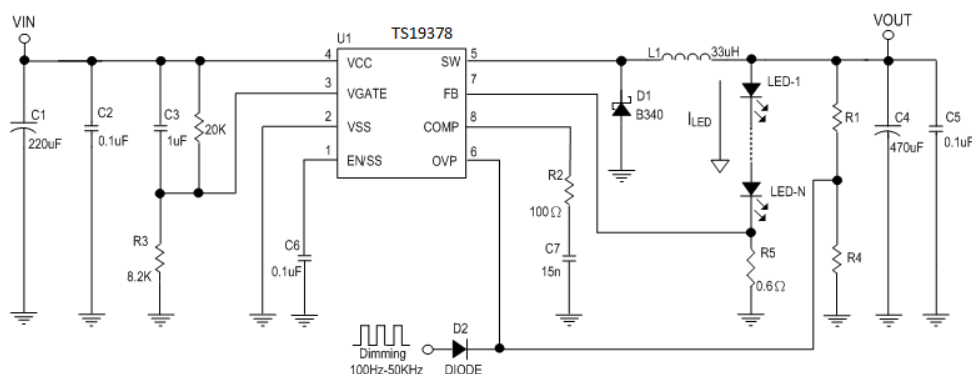 VIN
VOUT
U1
TS19378
4
VCC
SW
5
L1
33uH
3
VGATE
FB
7
2
VSS
COMP
8
1
EN/SS
OVP
6
C1
220uF
C2
0.1uF
C3
1uF
20K
R3
8.2K
C6
0.1uF
D1
B340
I LED
LED-1
LED-N
R1
C4
470uF
C5
0.1uF
R2
100Ω
C7
15n
R5
0.6Ω
R4
Dimming
100Hz-50KHz
D2
DIODE